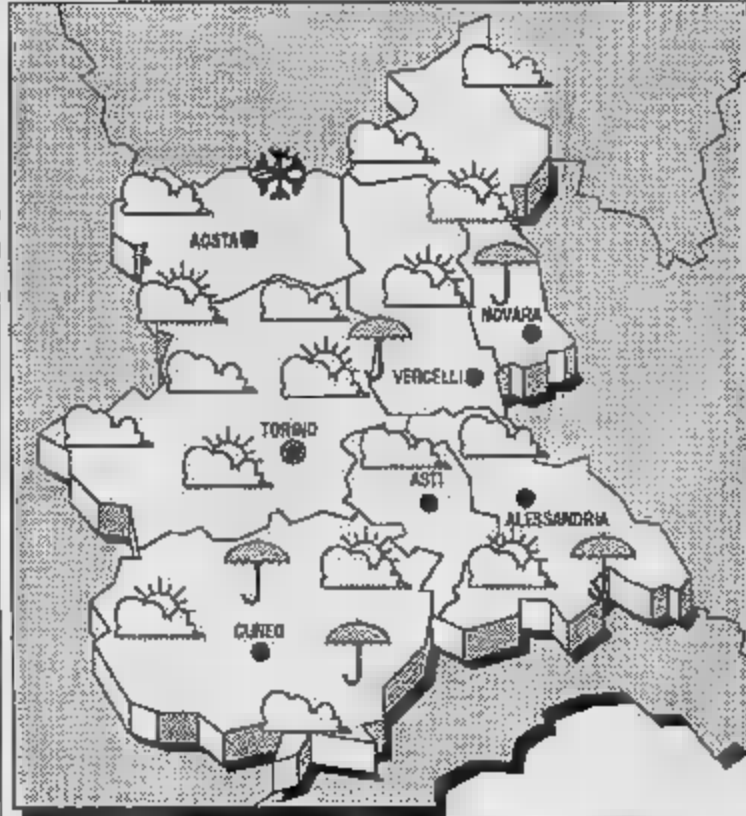 AOSTA
NOVARA
VERCELLI
TORINO
ASTI
ALESSANDRIA
CUNEO